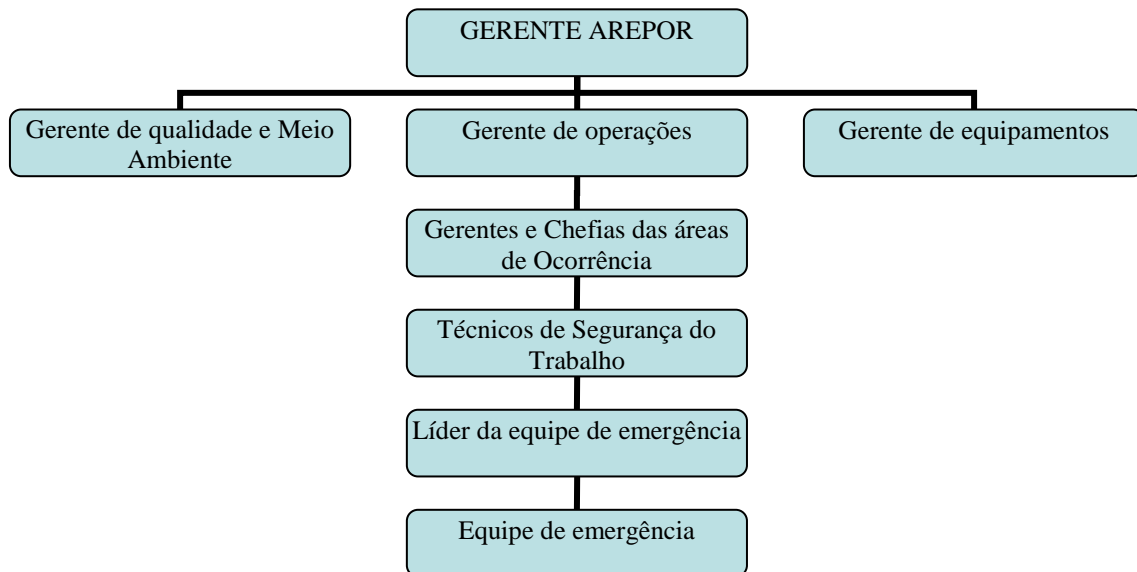 GERENTE AREPOR
Gerente de qualidade e Meio
Ambiente
Gerente de operações
Gerente de equipamentos
Gerentes e Chefias das áreas
de Ocorrência
Técnicos de Segurança do
Trabalho
Líder da equipe de emergência
Equipe de emergência